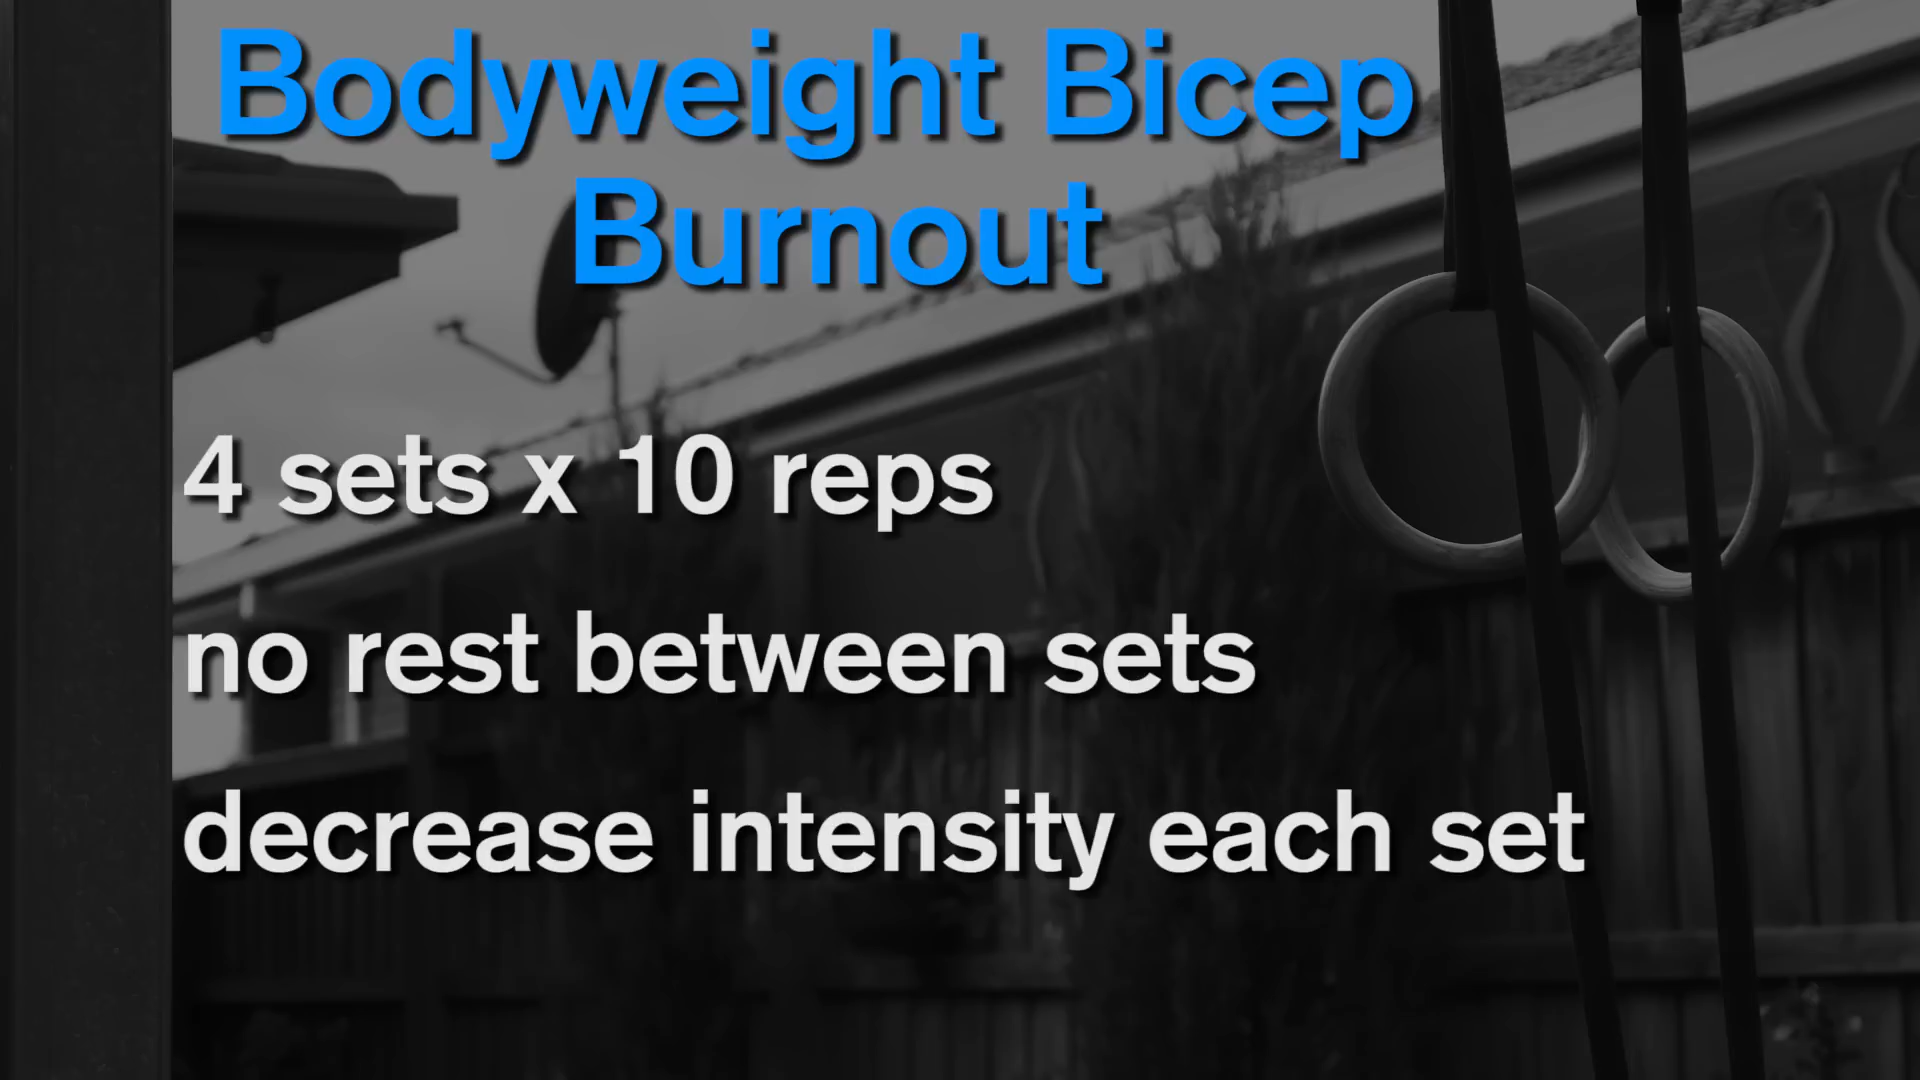 Bodyweight Bicep
Burnout
4 sets x 10 reps
no rest between sets
decrease intensity each set